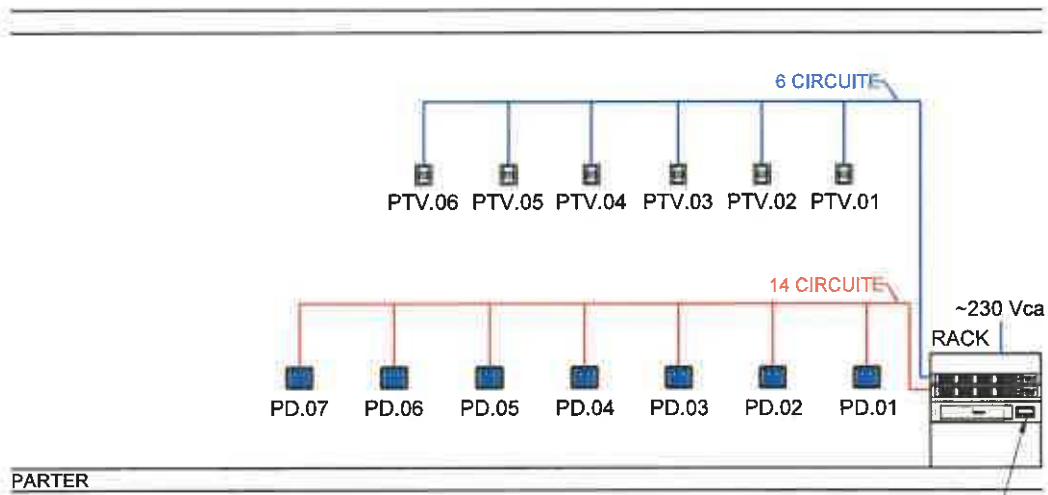 6 CIRCUITE
PTV.06 PTV.05 PTV.04 PTV.03 PTV.02 PTV.01
14 CIRCUITE
~230 Vca
RACK
PD.07 PD.06 PD.05 PD.04 PD.03 PD.02 PD.01
PARTER